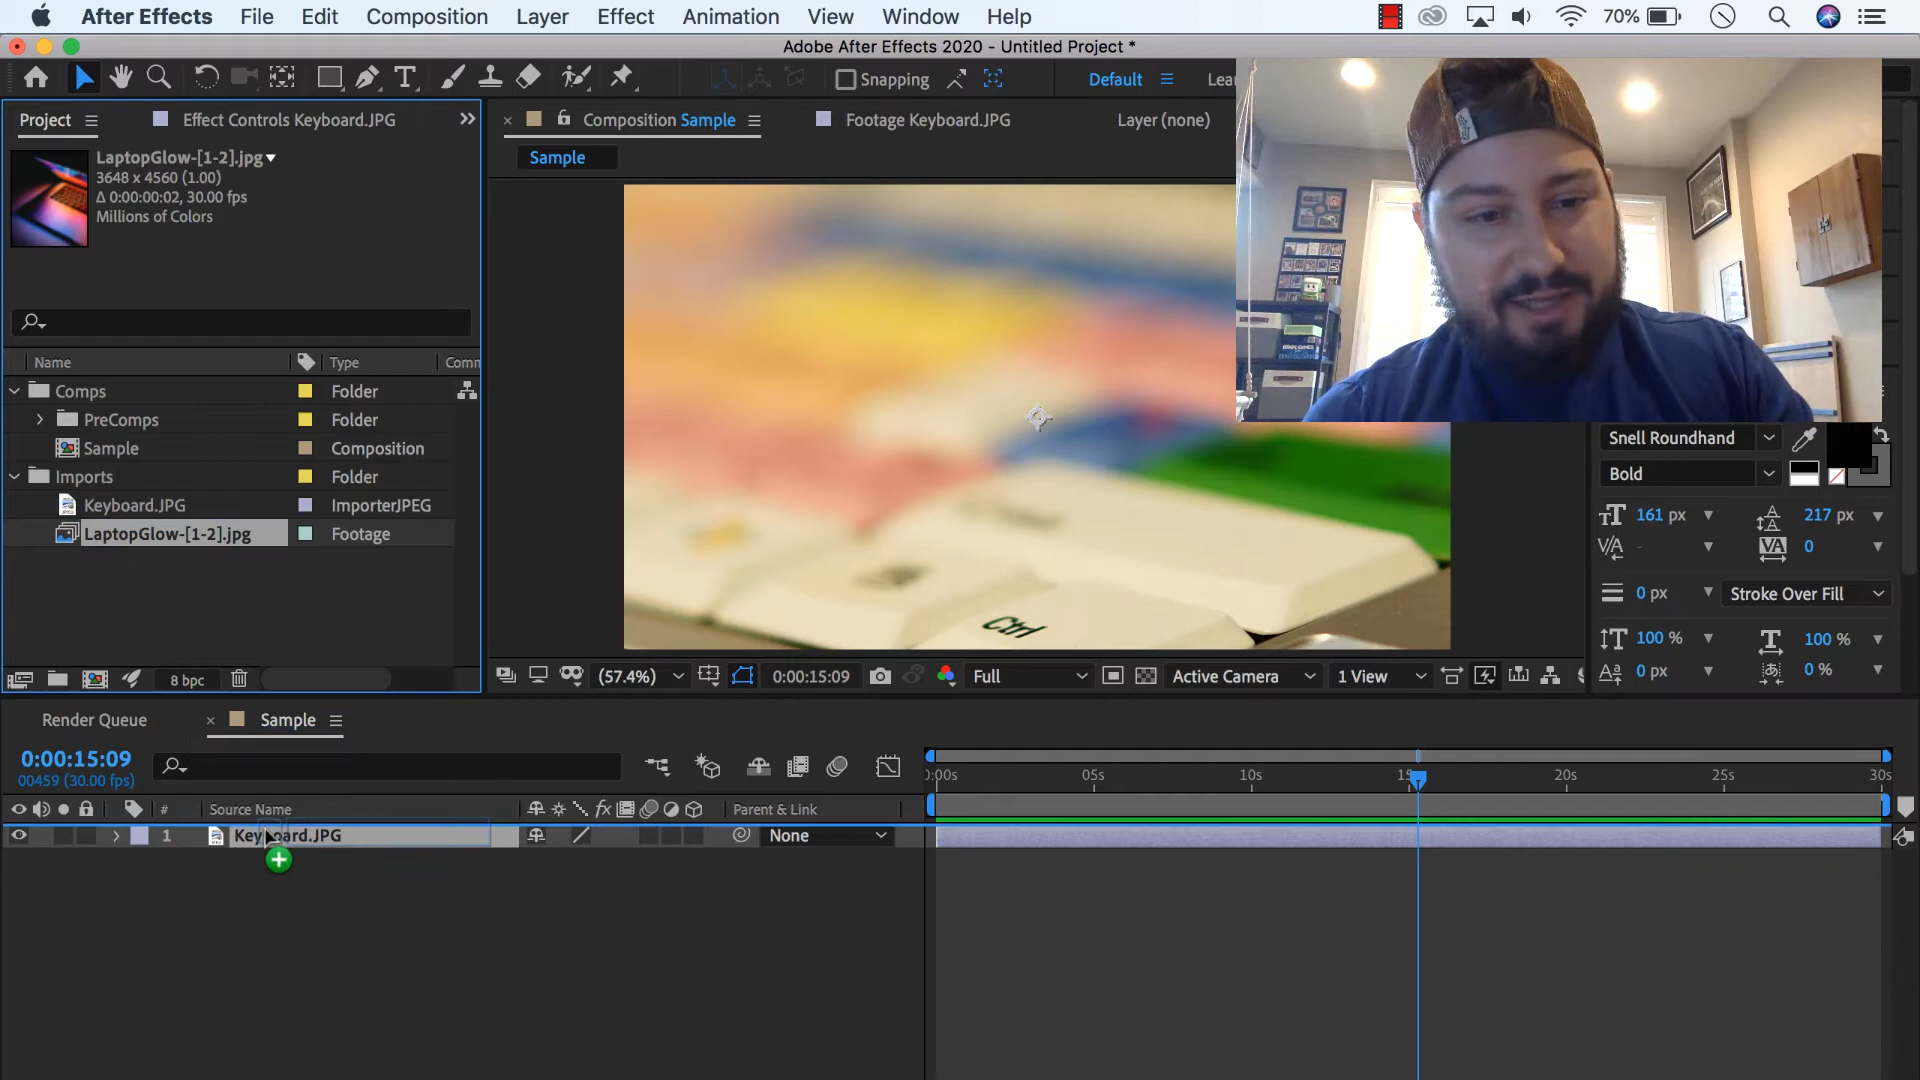 After Effects File Edit Composition Layer Effect Animation View Window Help 70%
Adobe After Effects 2020 - Untitled Project *
Snapping Default Lear
Project Effect Controls Keyboard.JPG
Composition Sample Footage Keyboard.JPG Layer (none)
Sample
LaptopGlow-[1-2].jpg
3648 x 4560 (1.00)
Δ 0:00:00:02, 30.00 fps
Millions of Colors
Name Type Comm
Comps Folder
PreComps Folder
Sample Composition
Imports Folder
Keyboard.JPG ImporterJPEG
LaptopGlow-[1-2].jpg Footage
8 bpc
Ctrl
(57.4%) 0:00:15:09 Full Active Camera 1 View
Snell Roundhand
Bold
161 px 217 px
- 0
0 px Stroke Over Fill
100 % 100 %
0 px 0 %
Render Queue Sample
0:00:15:09
00459 (30.00 fps)
# Source Name fx Parent & Link
1 Keyboard.JPG None
):00s 05s 10s 15s 20s 25s 30s